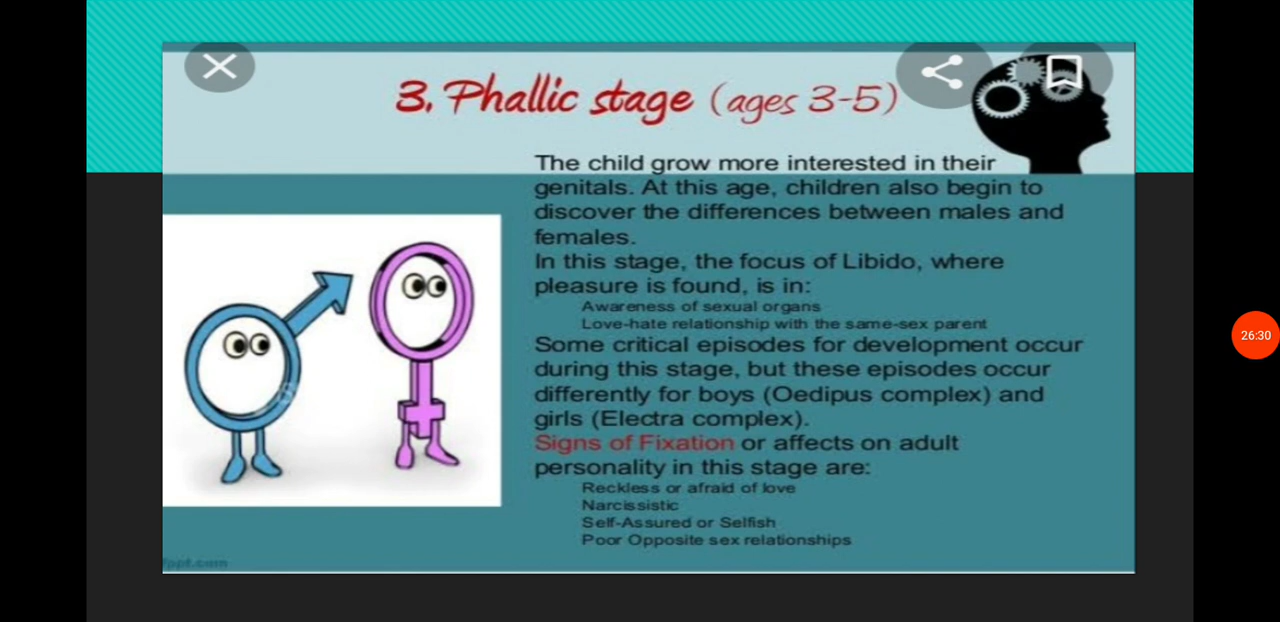 3. Phallic stage (ages 3-5)
The child grow more interested in their
genitals. At this age, children also begin to
discover the differences between males and
females.
In this stage, the focus of Libido, where
pleasure is found, is in:
Awareness of sexual organs
Love-hate relationship with the same-sex parent
Some critical episodes for development occur
during this stage, but these episodes occur
differently for boys (Oedipus complex) and
girls (Electra complex).
Signs of Fixation or affects on adult
personality in this stage are:
Reckless or afraid of love
Narcissistic
Self-Assured or Selfish
Poor Opposite sex relationships
fppt.com
26:30